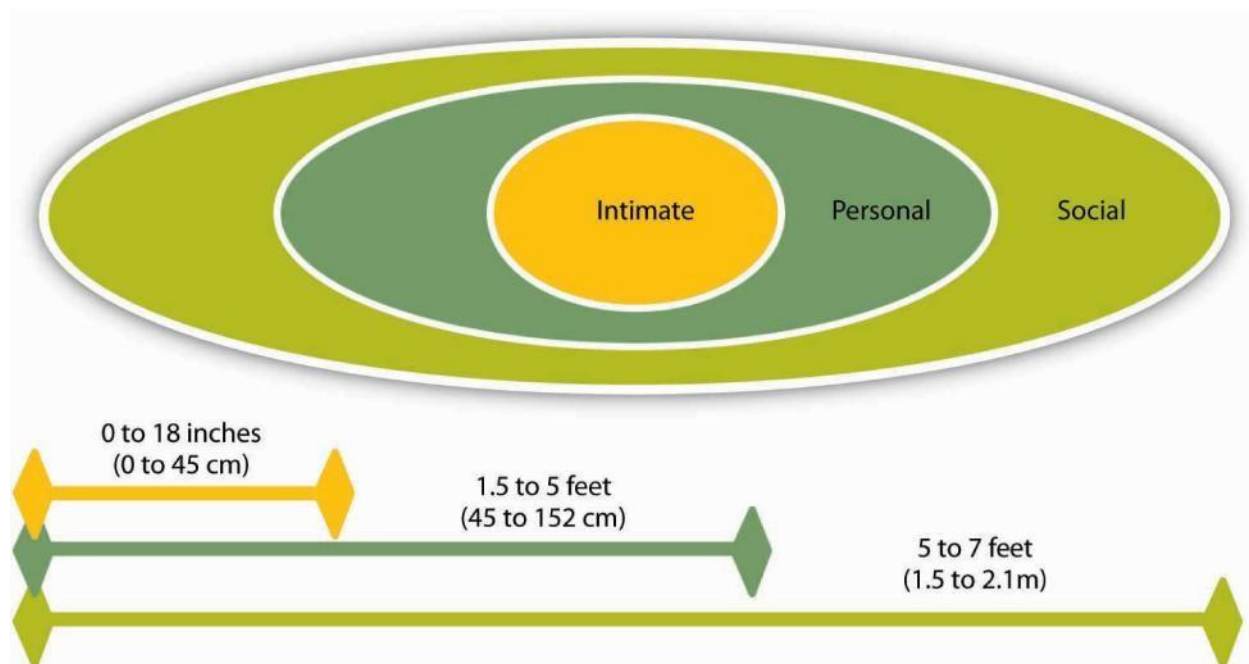 Intimate
Personal
Social
0 to 18 inches
(0 to 45 cm)
1.5 to 5 feet
(45 to 152 cm)
5 to 7 feet
(1.5 to 2.1m)